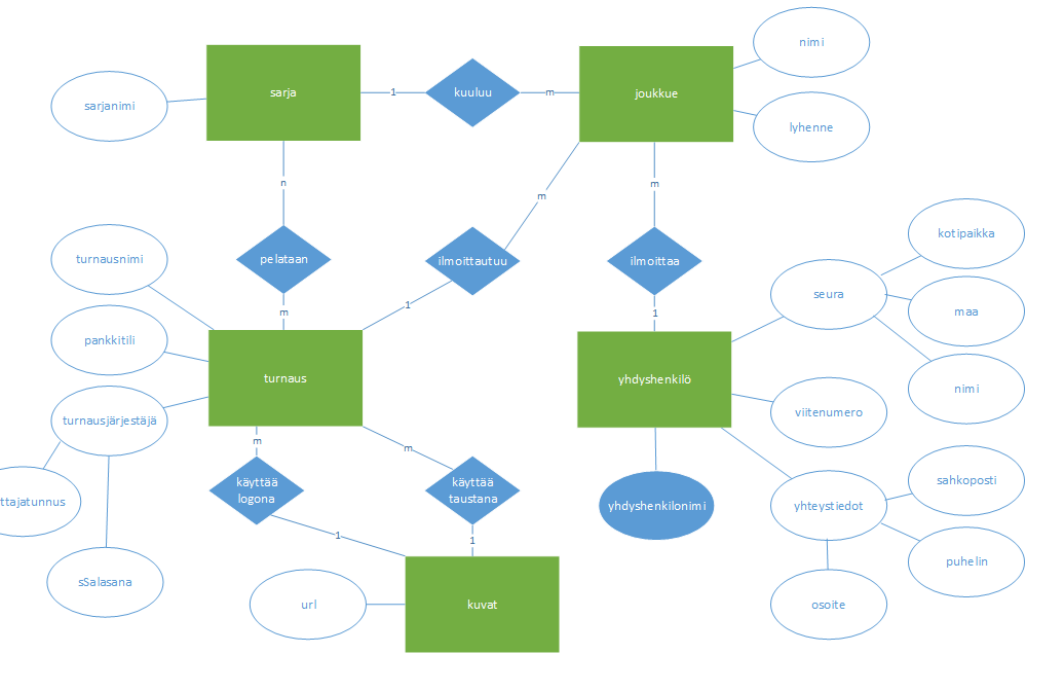 nimi
sarja
1
kuuluu
m
joukkue
sarjanimi
lyhenne
n
m
m
kotipaikka
turnausnimi
pelataan
ilmoittautuu
ilmoittaa
seura
1
m
1
maa
pankkitili
turnaus
yhdyshenkilö
nimi
viitenumero
turnausjärjestäjä
m
m
käyttää
logona
käyttää
taustana
sahkoposti
ttajatunnus
yhdyshenkilonimi
yhteystiedot
1
1
puhelin
sSalasana
url
kuvat
osoite